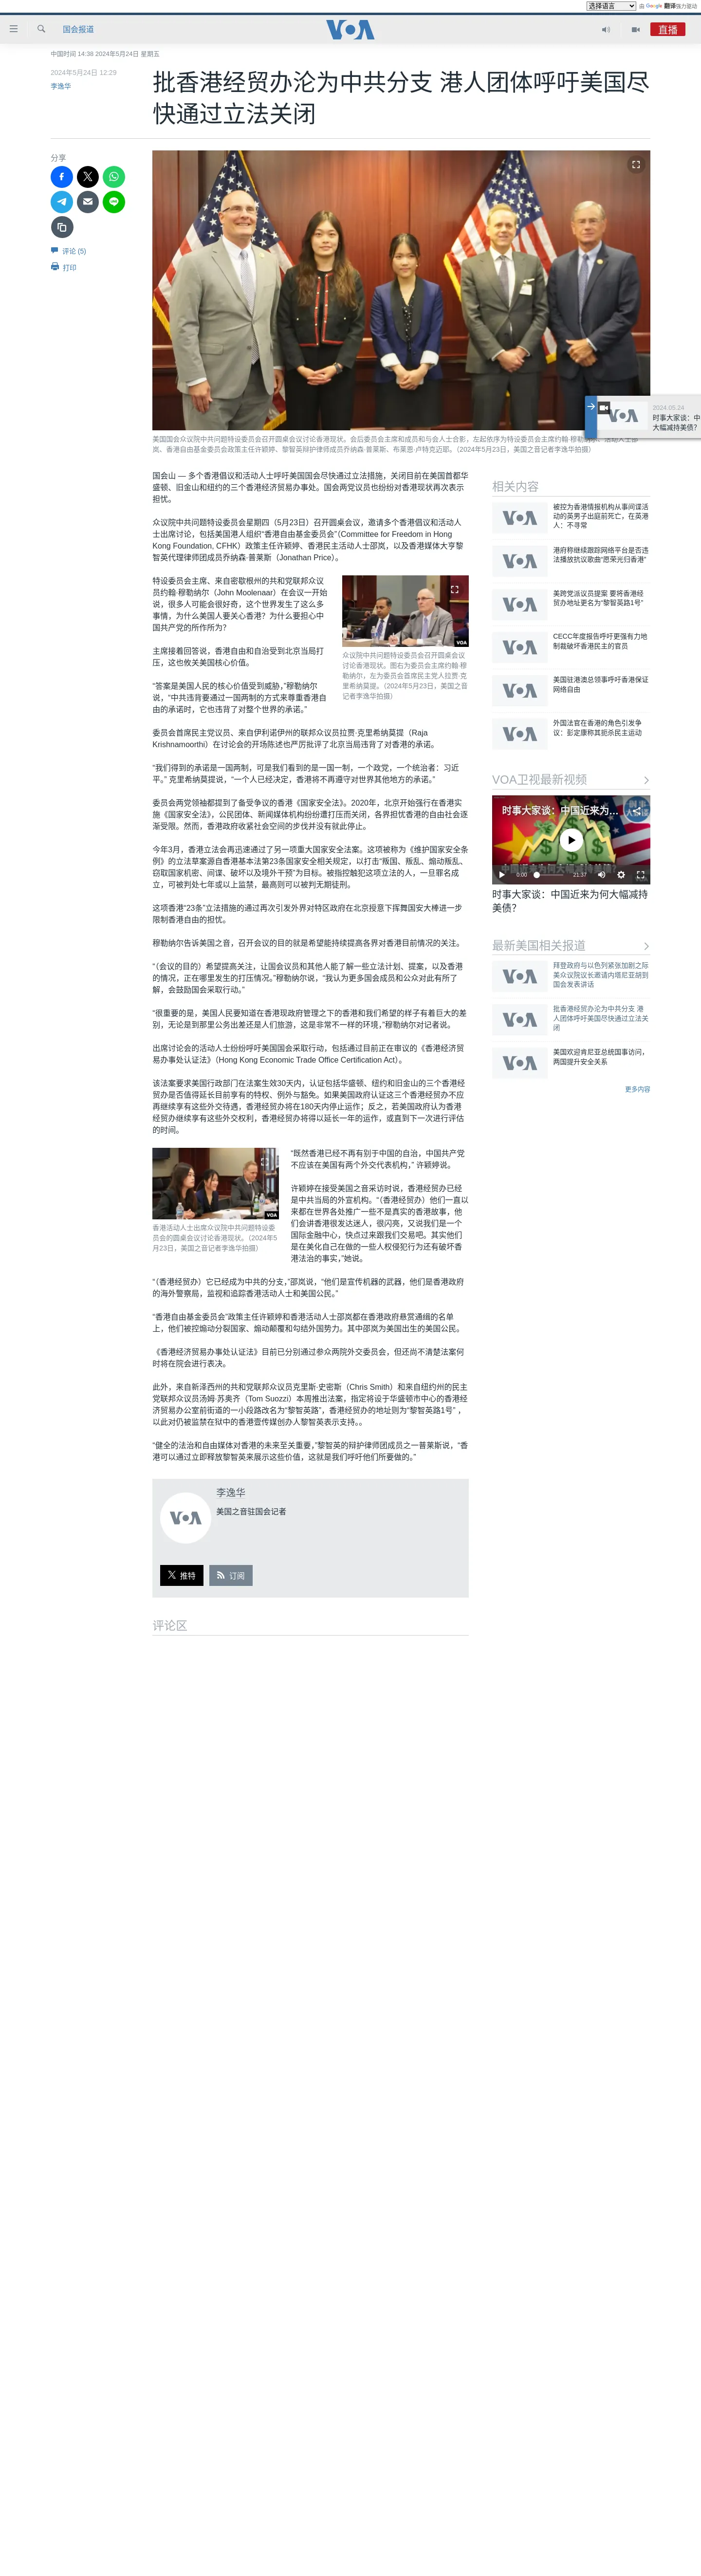 选择语言
由 Google 翻译强力驱动
国会报道
VOA
直播
中国时间 14:38 2024年5月24日 星期五
2024年5月24日 12:29
李逸华
批香港经贸办沦为中共分支 港人团体呼吁美国尽
快通过立法关闭
分享
评论 (5)
打印
2024.05.24
时事大家谈：中
大幅减持美债?
美国国会众议院中共问题特设委员会召开圆桌会议讨论香港现状。会后委员会主席和成员和与会人士合影，左起依序为特设委员会主席约翰·穆勒纳尔、活动人士邵
岚、香港自由基金委员会政策主任许颖婷、黎智英辩护律师成员乔纳森·普莱斯、布莱恩·卢特克迈耶。（2024年5月23日，美国之音记者李逸华拍摄）
国会山 — 多个香港倡议和活动人士呼吁美国国会尽快通过立法措施，关闭目前在美国首都华
盛顿、旧金山和纽约的三个香港经济贸易办事处。国会两党议员也纷纷对香港现状再次表示
担忧。
众议院中共问题特设委员会星期四（5月23日）召开圆桌会议，邀请多个香港倡议和活动人
士出席讨论，包括美国港人组织“香港自由基金委员会”（Committee for Freedom in Hong
Kong Foundation, CFHK）政策主任许颖婷、香港民主活动人士邵岚，以及香港媒体大亨黎
智英代理律师团成员乔纳森·普莱斯（Jonathan Price）。
特设委员会主席、来自密歇根州的共和党联邦众议
员约翰·穆勒纳尔（John Moolenaar）在会议一开始
说，很多人可能会很好奇，这个世界发生了这么多
事情，为什么美国人要关心香港？为什么要担心中
国共产党的所作所为？
主席接着回答说，香港自由和自治受到北京当局打
压，这也攸关美国核心价值。
“答案是美国人民的核心价值受到威胁，”穆勒纳尔
说，“中共违背要通过一国两制的方式来尊重香港自
由的承诺时，它也违背了对整个世界的承诺。”
VOA
众议院中共问题特设委员会召开圆桌会议
讨论香港现状。图右为委员会主席约翰·穆
勒纳尔，左为委员会首席民主党人拉贾·克
里希纳莫提。（2024年5月23日，美国之音
记者李逸华拍摄）
委员会首席民主党议员、来自伊利诺伊州的联邦众议员拉贾·克里希纳莫提（Raja
Krishnamoorthi）在讨论会的开场陈述也严厉批评了北京当局违背了对香港的承诺。
“我们得到的承诺是一国两制，可是我们看到的是一国一制，一个政党，一个统治者：习近
平。” 克里希纳莫提说，“一个人已经决定，香港将不再遵守对世界其他地方的承诺。”
委员会两党领袖都提到了备受争议的香港《国家安全法》。2020年，北京开始强行在香港实
施《国家安全法》，公民团体、新闻媒体机构纷纷遭打压而关闭，各界担忧香港的自由社会逐
渐受限。然而，香港政府收紧社会空间的步伐并没有就此停止。
今年3月，香港立法会再迅速通过了另一项重大国家安全法案。这项被称为《维护国家安全条
例》的立法草案源自香港基本法第23条国家安全相关规定，以打击“叛国、叛乱、煽动叛乱、
窃取国家机密、间谍、破坏以及境外干预”为目标。被指控触犯这项立法的人，一旦罪名成
立，可被判处七年或以上监禁，最高则可以被判无期徒刑。
这项香港“23条”立法措施的通过再次引发外界对特区政府在北京授意下挥舞国安大棒进一步
限制香港自由的担忧。
穆勒纳尔告诉美国之音，召开会议的目的就是希望能持续提高各界对香港目前情况的关注。
“（会议的目的）希望提高关注，让国会议员和其他人能了解一些立法计划、提案，以及香港
的情况，正在哪里发生的打压情况。”穆勒纳尔说，“我认为更多国会成员和公众对此有所了
解，会鼓励国会采取行动。”
“很重要的是，美国人民要知道在香港现政府管理之下的香港和我们希望的样子有着巨大的差
别，无论是到那里公务出差还是人们旅游，这是非常不一样的环境，”穆勒纳尔对记者说。
出席讨论会的活动人士纷纷呼吁美国国会采取行动，包括通过目前正在审议的《香港经济贸
易办事处认证法》（Hong Kong Economic Trade Office Certification Act）。
该法案要求美国行政部门在法案生效30天内，认证包括华盛顿、纽约和旧金山的三个香港经
贸办是否值得延长目前享有的特权、例外与豁免。如果美国政府认证这三个香港经贸办不应
再继续享有这些外交待遇，香港经贸办将在180天内停止运作；反之，若美国政府认为香港
经贸办继续享有这些外交权利，香港经贸办将得以延长一年的运作，或直到下一次进行评估
的时间。
VOA
香港活动人士出席众议院中共问题特设委
员会的圆桌会议讨论香港现状。（2024年5
月23日，美国之音记者李逸华拍摄）
“既然香港已经不再有别于中国的自治，中国共产党
不应该在美国有两个外交代表机构，” 许颖婷说。
许颖婷在接受美国之音采访时说，香港经贸办已经
是中共当局的外宣机构。“（香港经贸办）他们一直以
来都在世界各处推广一些不是真实的香港故事，他
们会讲香港很发达迷人，很闪亮，又说我们是一个
国际金融中心，快点过来跟我们交易吧。其实他们
是在美化自己在做的一些人权侵犯行为还有破坏香
港法治的事实，”她说。
“（香港经贸办）它已经成为中共的分支，”邵岚说，“他们是宣传机器的武器，他们是香港政府
的海外警察局，监视和追踪香港活动人士和美国公民。”
“香港自由基金委员会”政策主任许颖婷和香港活动人士邵岚都在香港政府悬赏通缉的名单
上，他们被控煽动分裂国家、煽动颠覆和勾结外国势力。其中邵岚为美国出生的美国公民。
《香港经济贸易办事处认证法》目前已分别通过参众两院外交委员会，但还尚不清楚法案何
时将在院会进行表决。
此外，来自新泽西州的共和党联邦众议员克里斯·史密斯（Chris Smith）和来自纽约州的民主
党联邦众议员汤姆·苏奥齐（Tom Suozzi）本周推出法案，指定将设于华盛顿市中心的香港经
济贸易办公室前街道的一小段路改名为“黎智英路”，香港经贸办的地址则为“黎智英路1号” ，
以此对仍被监禁在狱中的香港壹传媒创办人黎智英表示支持。。
“健全的法治和自由媒体对香港的未来至关重要，”黎智英的辩护律师团成员之一普莱斯说，“香
港可以通过立即释放黎智英来展示这些价值，这就是我们呼吁他们所要做的。”
VOA
李逸华
美国之音驻国会记者
推特
订阅
评论区
相关内容
VOA
被控为香港情报机构从事间谍活
动的英男子出庭前死亡，在英港
人：不寻常
VOA
港府称继续跟踪网络平台是否违
法播放抗议歌曲“愿荣光归香港”
VOA
美跨党派议员提案 要将香港经
贸办地址更名为“黎智英路1号”
VOA
CECC年度报告呼吁更强有力地
制裁破坏香港民主的官员
VOA
美国驻港澳总领事呼吁香港保证
网络自由
VOA
外国法官在香港的角色引发争
议：彭定康称其扼杀民主运动
VOA卫视最新视频
时事大家谈：中国近来为...
0:00
21:37
时事大家谈：中国近来为何大幅减持
美债?
最新美国相关报道
VOA
拜登政府与以色列紧张加剧之际
美众议院议长邀请内塔尼亚胡到
国会发表讲话
VOA
批香港经贸办沦为中共分支 港
人团体呼吁美国尽快通过立法关
闭
VOA
美国欢迎肯尼亚总统国事访问，
两国提升安全关系
更多内容